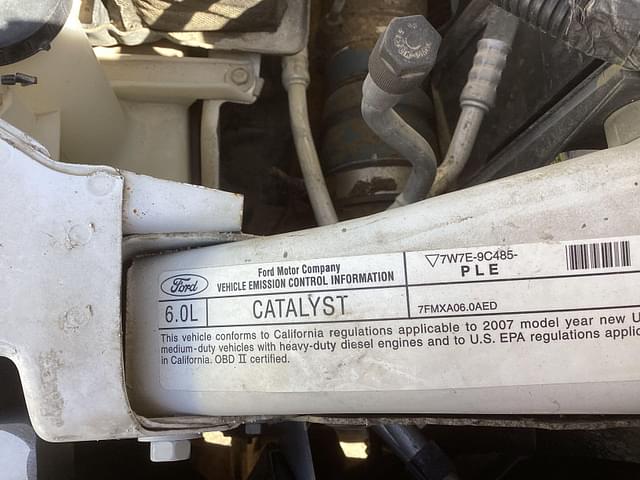 Ford
Ford Motor Company
VEHICLE EMISSION CONTROL INFORMATION
7W7E-9C485-
PLE
6.0L
CATALYST
7FMXA06.0AED
This vehicle conforms to California regulations applicable to 2007 model year new
medium-duty vehicles with heavy-duty diesel engines and to U.S. EPA regulations
in California. OBD II certified.